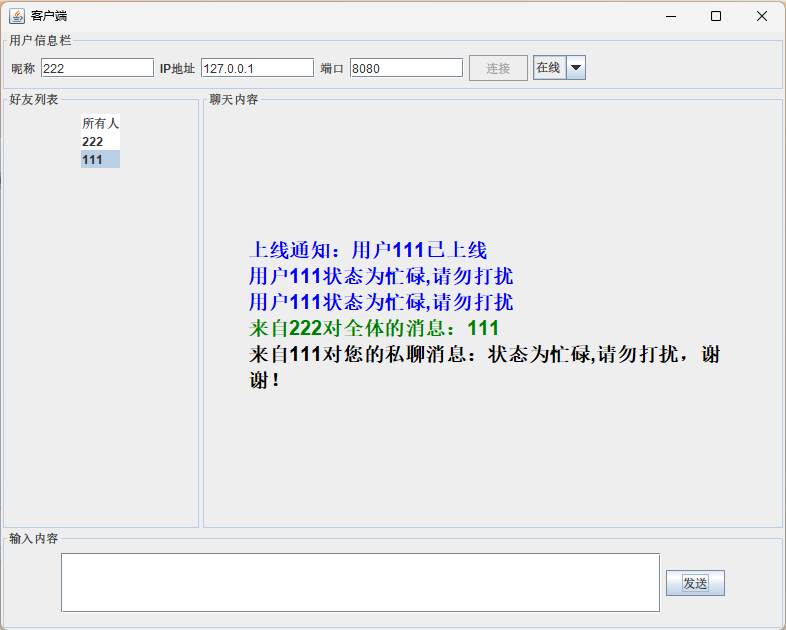 客户端
用户信息栏
昵称 222 IP地址 127.0.0.1 端口 8080 连接 在线
好友列表
所有人
222
111
聊天内容
上线通知：用户111已上线
用户111状态为忙碌,请勿打扰
用户111状态为忙碌,请勿打扰
来自222对全体的消息：111
来自111对您的私聊消息：状态为忙碌,请勿打扰，谢
谢！
输入内容
发送